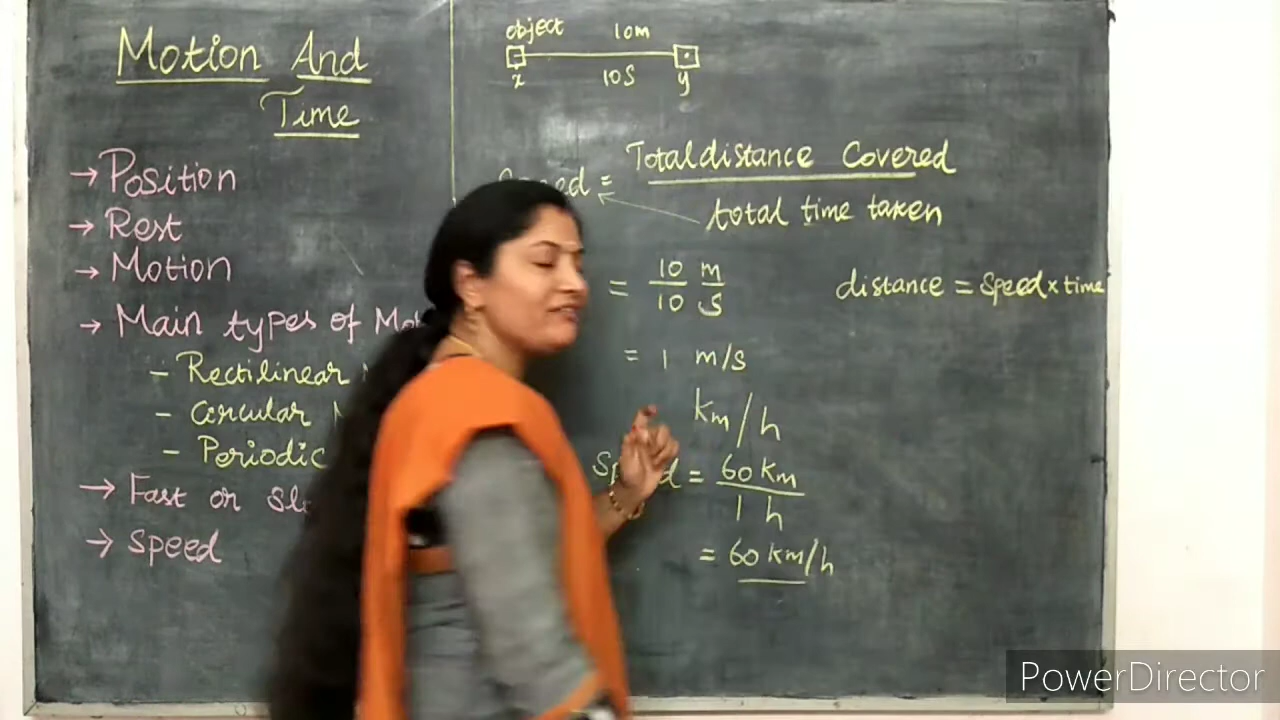 Motion And
Time
→ Position
→ Rest
→ Motion
→ Main types of
- Rectilinear
- Circular
- Periodic
→ Fast or
→ Speed
object 10m
x 10S y
= Total distance Covered
total time taken
= 10 m
10 S
distance = Speed × time
= 1 m/s
Km/h
= 60 Km
1 h
= 60 Km/h
PowerDirector